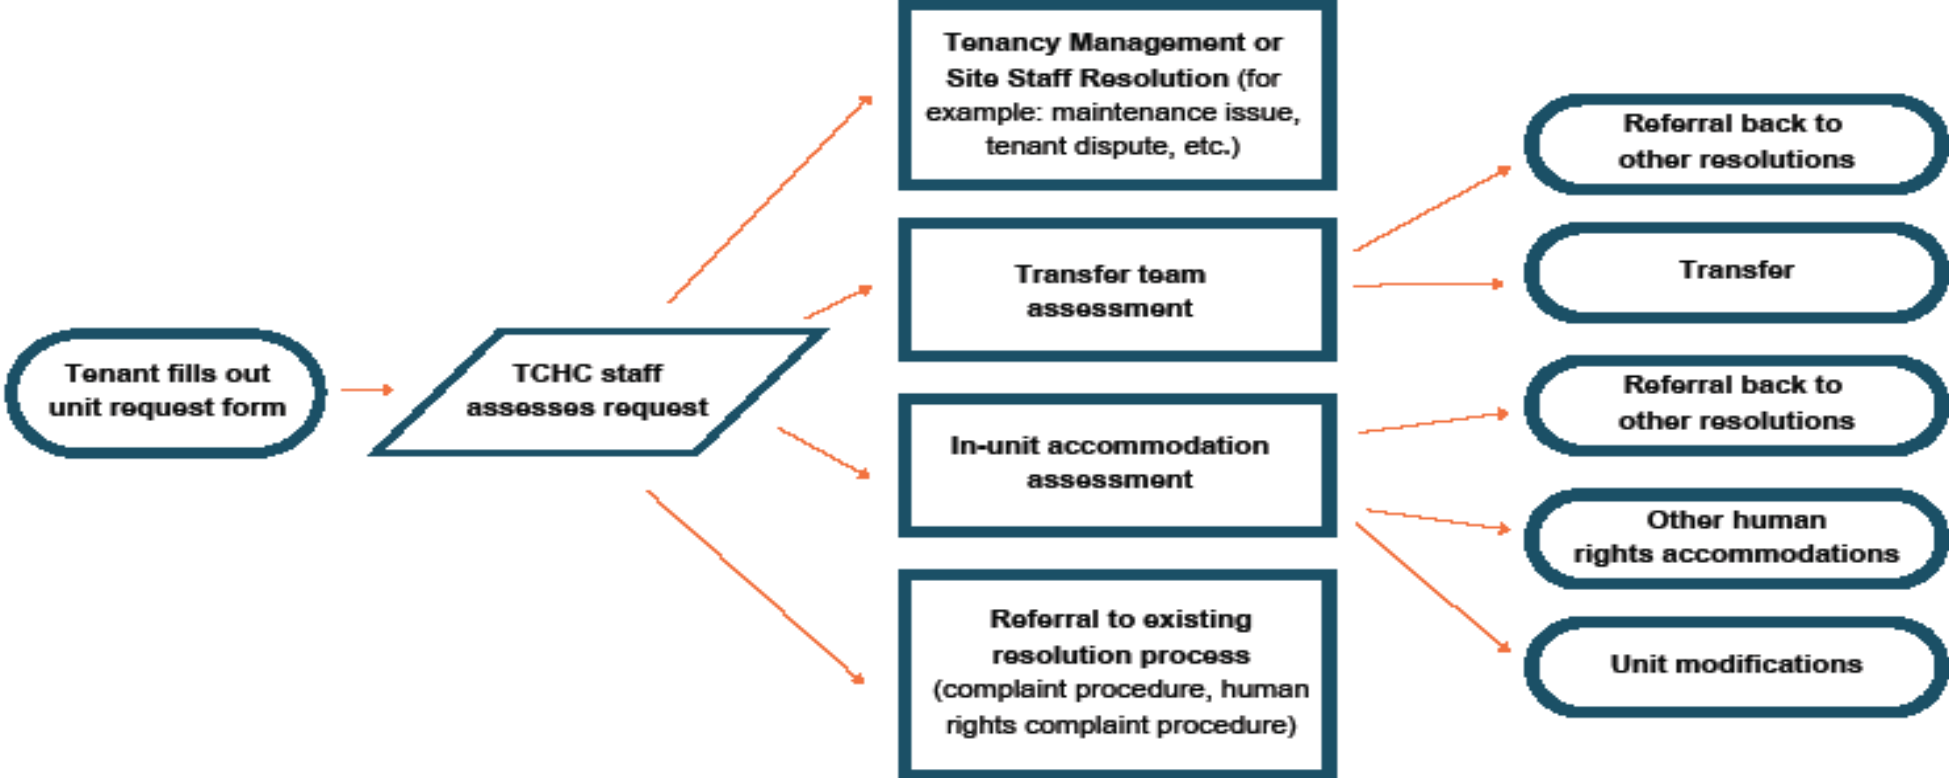 Tenant fills out
unit request form
TCHC staff
assesses request
Tenancy Management or
Site Staff Resolution (for
example: maintenance issue,
tenant dispute, etc.)
Transfer team
assessment
In-unit accommodation
assessment
Referral to existing
resolution process
(complaint procedure, human
rights complaint procedure)
Referral back to
other resolutions
Transfer
Referral back to
other resolutions
Other human
rights accommodations
Unit modifications